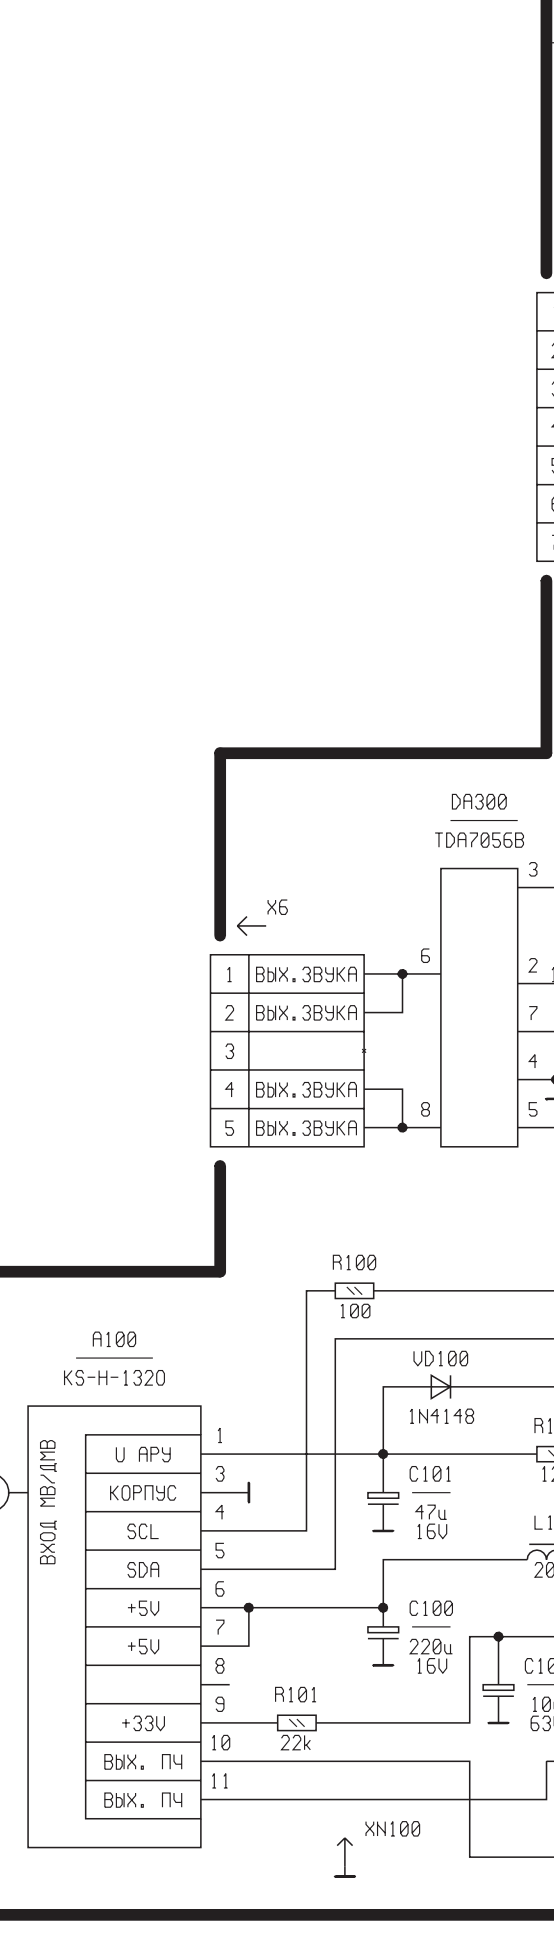 DA300
TDA7056B
3
X6
6
1 ВЫХ.ЗВУКА
2
2 ВЫХ.ЗВУКА
7
3
4
4 ВЫХ.ЗВУКА
8
5
5 ВЫХ.ЗВУКА
R100
100
A100
KS-H-1320
VD100
1N4148
ВХОД МВ/ДМВ
1
U АРУ
3
КОРПУС
4
SCL
5
SDA
6
+5V
7
+5V
8
9
+33V
10
ВЫХ. ПЧ
11
ВЫХ. ПЧ
C101
47u
16V
C100
220u
16V
R101
22k
XN100